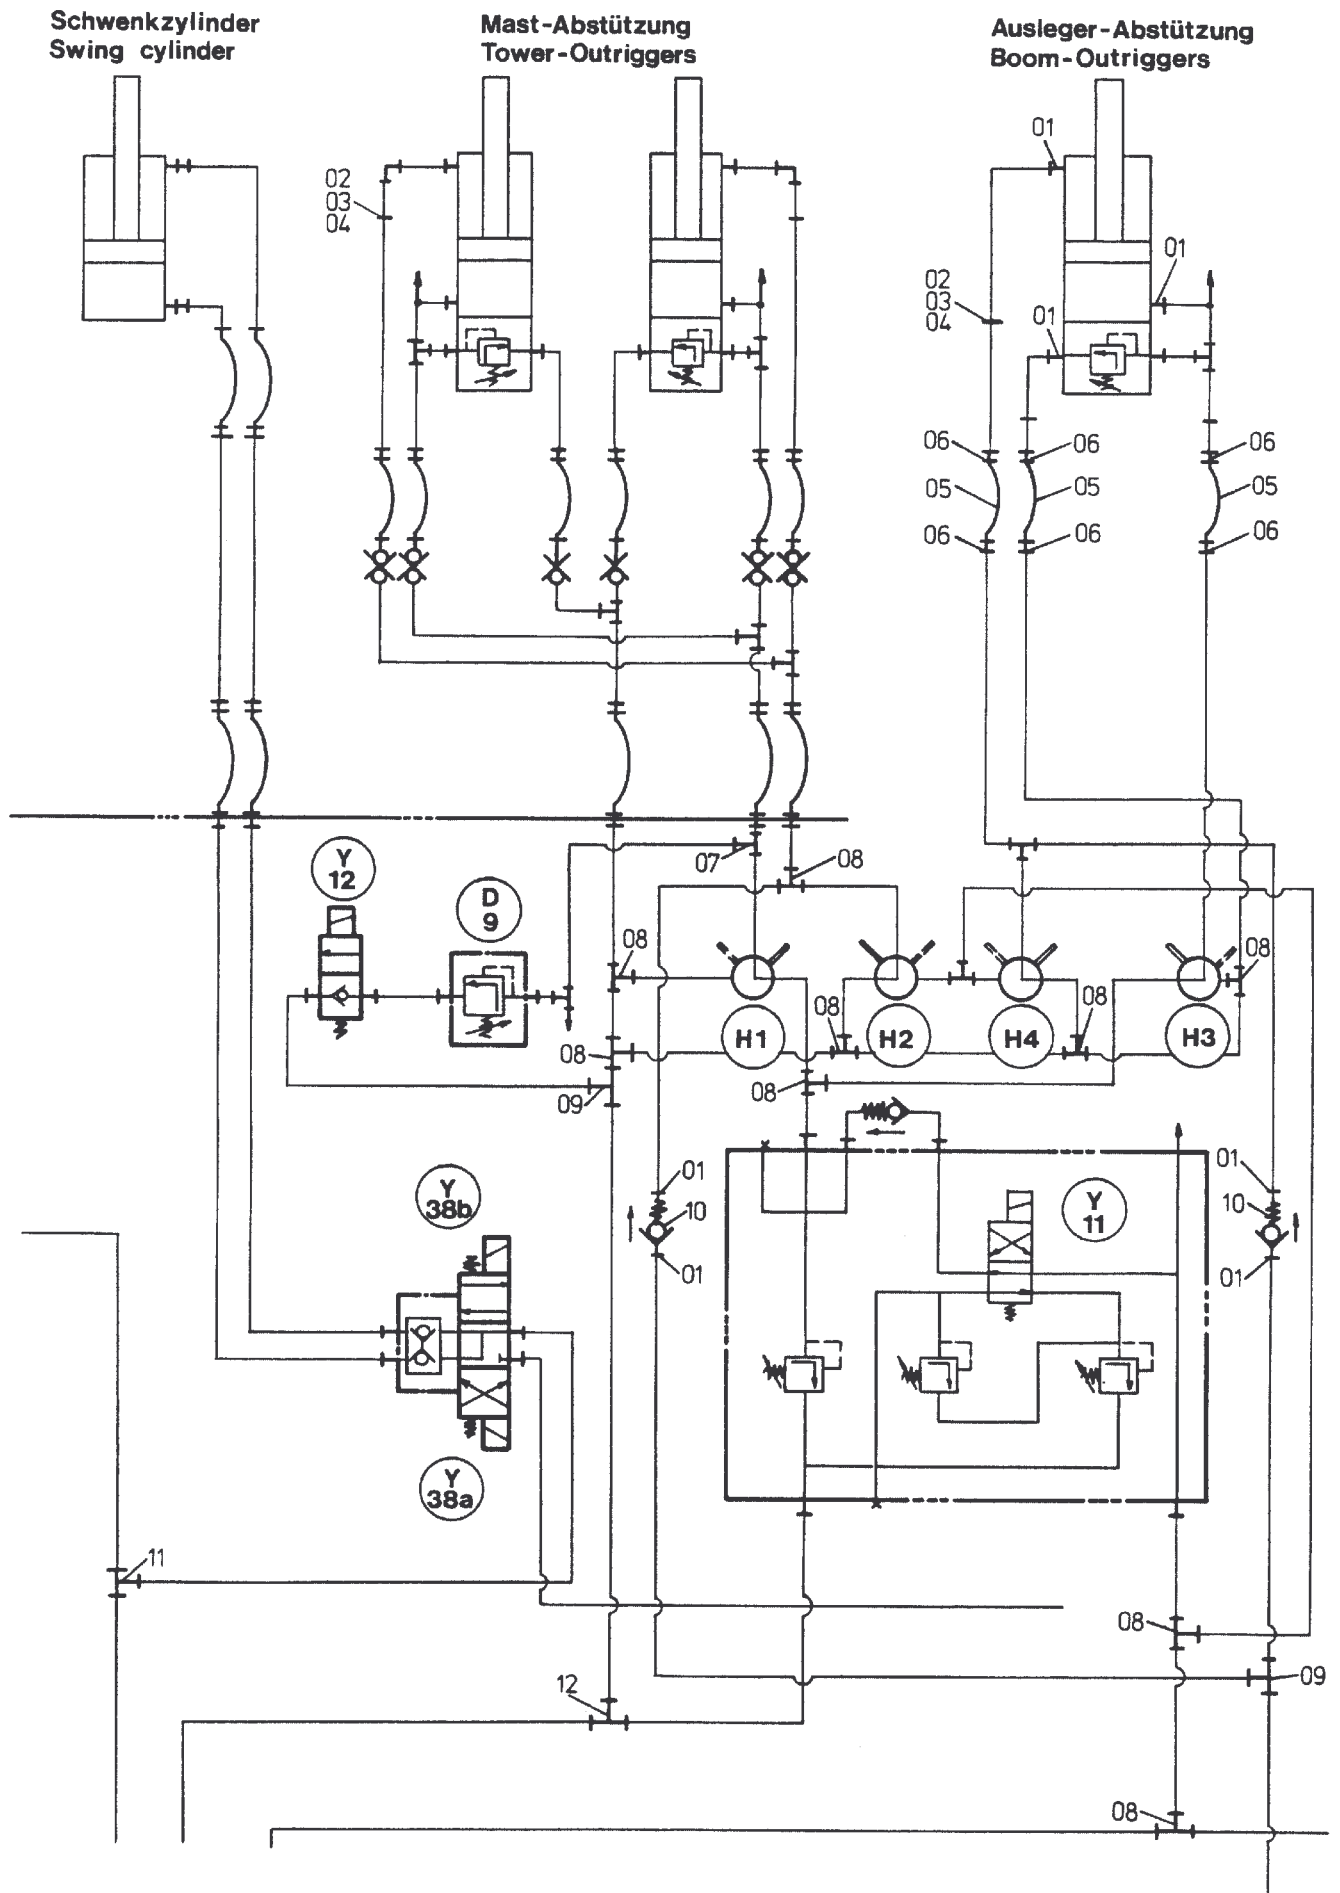 Schwenkzylinder
Swing cylinder
Mast-Abstützung
Tower-Outriggers
Ausleger-Abstützung
Boom-Outriggers
01
02
03
04
01
02
03
04
01
06
06
06
05
05
05
06
06
06
Y
12
D
9
07
08
08
08
08
08
H1
H2
H4
H3
08
08
09
Y
38b
01
10
01
Y
11
01
10
01
Y
38a
11
08
12
09
08